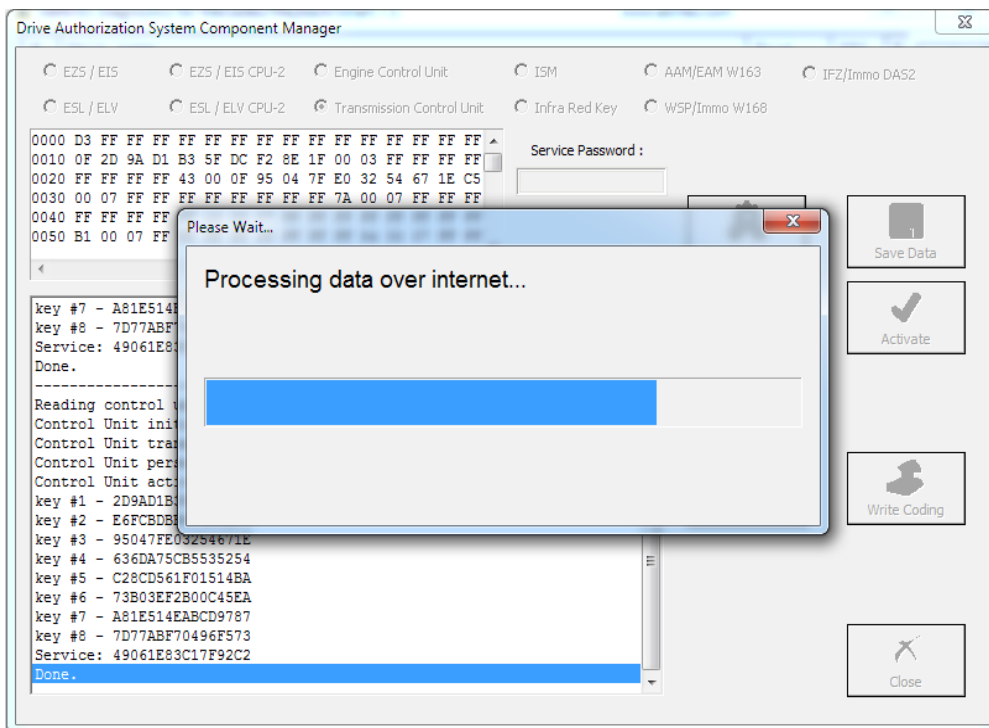 Drive Authorization System Component Manager
EZS / EIS EZS / EIS CPU-2 Engine Control Unit ISM AAM/EAM W163 IFZ/Immo DAS2
ESL / ELV ESL / ELV CPU-2 Transmission Control Unit Infra Red Key WSP/Immo W168
0000 D3 FF FF FF FF FF FF FF FF FF FF FF FF FF FF FF
0010 0F 2D 9A D1 B3 5F DC F2 8E 1F 00 03 FF FF FF FF
0020 FF FF FF FF 43 00 0F 95 04 7F E0 32 54 67 1E C5
0030 00 07 FF FF FF FF FF FF FF FF 7A 00 07 FF FF FF
0040 FF FF FF FF
0050 B1 00 07 FF
Service Password :
Save Data
Activate
Write Coding
Close
Please Wait...
Processing data over internet...
key #7 - A81E514
key #8 - 7D77ABF
Service: 49061E83
Done.
--------------------
Reading control
Control Unit init
Control Unit tra
Control Unit pers
Control Unit act
key #1 - 2D9AD1B3
key #2 - E6FCBDB
key #3 - 95047FE03254671E
key #4 - 636DA75CB5535254
key #5 - C28CD561F01514BA
key #6 - 73B03EF2B00C45EA
key #7 - A81E514EABCD9787
key #8 - 7D77ABF70496F573
Service: 49061E83C17F92C2
Done.